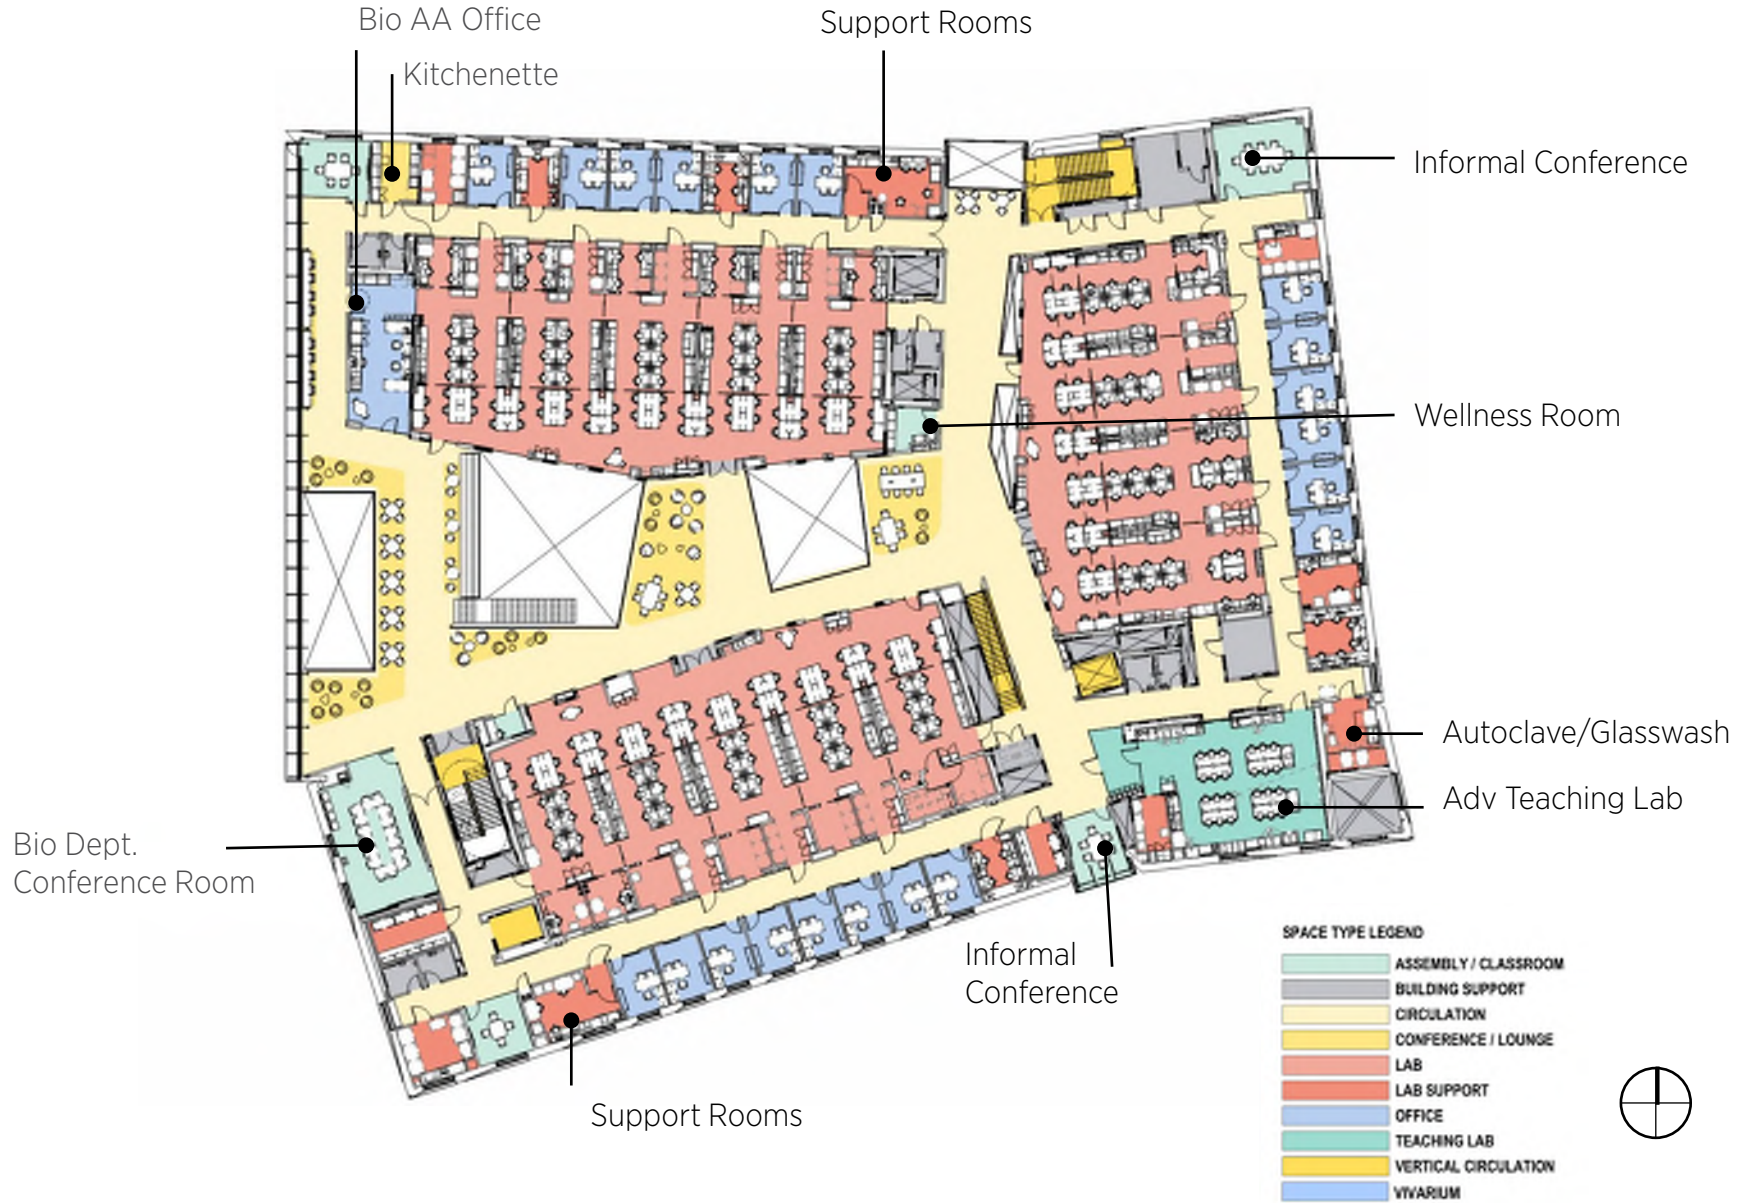 Bio AA Office
Support Rooms
Kitchenette
Informal Conference
Wellness Room
Autoclave/Glasswash
Adv Teaching Lab
Bio Dept.
Conference Room
Informal
Conference
Support Rooms
SPACE TYPE LEGEND
ASSEMBLY / CLASSROOM
BUILDING SUPPORT
CIRCULATION
CONFERENCE / LOUNGE
LAB
LAB SUPPORT
OFFICE
TEACHING LAB
VERTICAL CIRCULATION
VIVARIUM